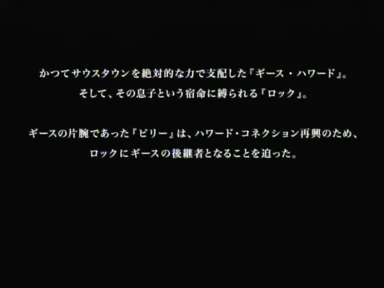 かつてサウスタウンを絶対的な力で支配した『ギース・ハワード』。
そして、その息子という宿命に縛られる『ロック』。
ギースの片腕であった『ビリー』は、ハワード・コネクション再興のため、
ロックにギースの後継者となることを迫った。